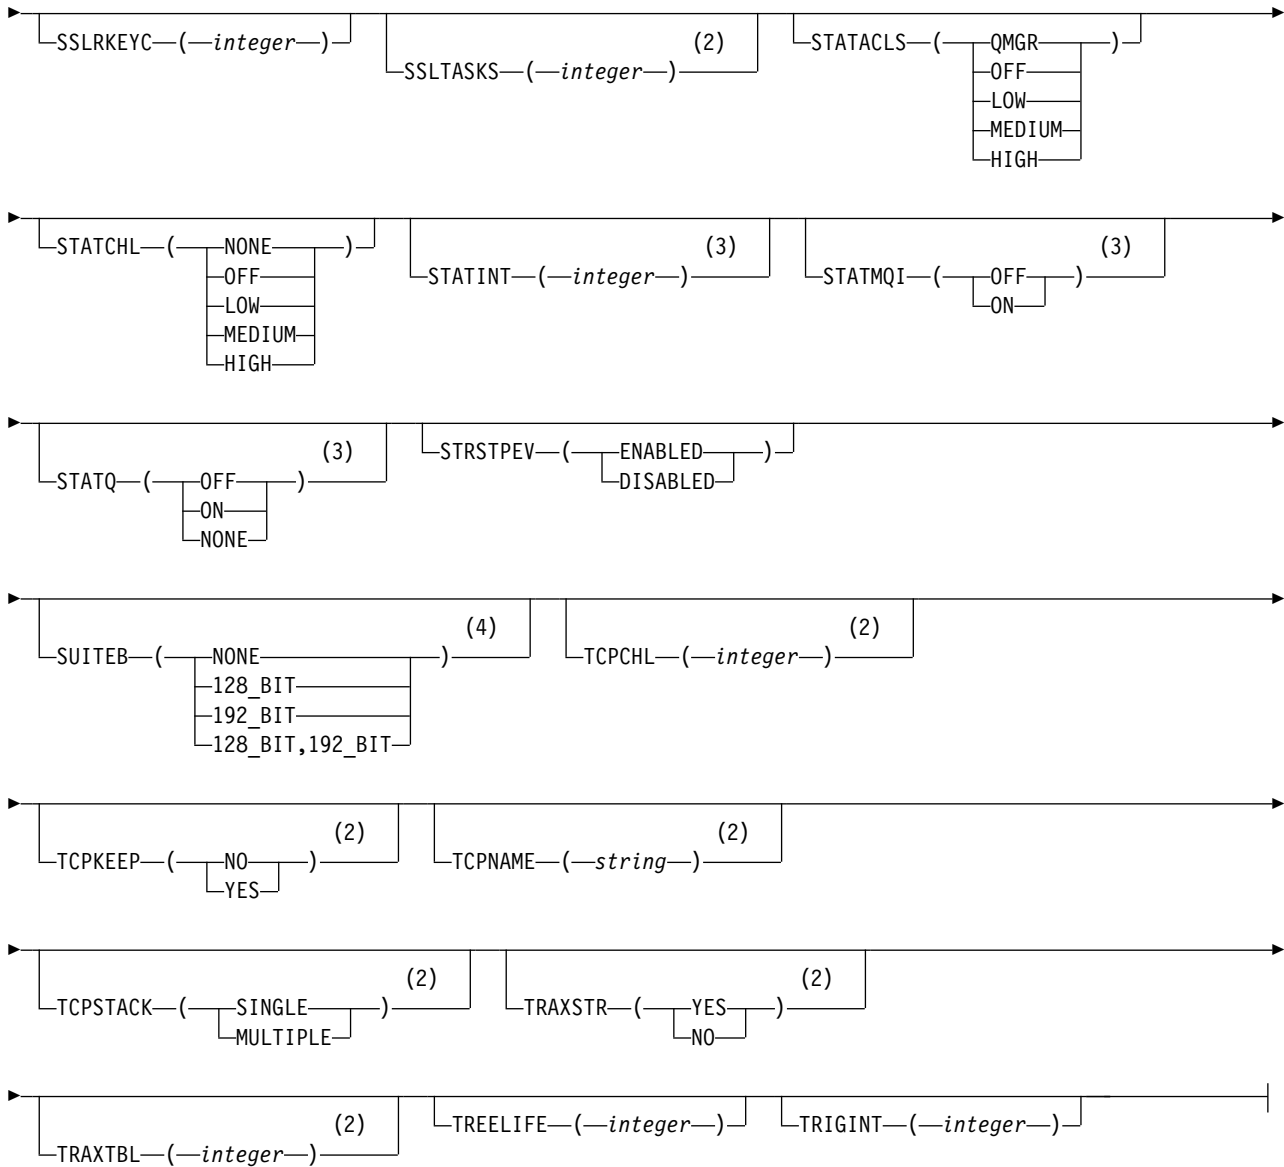 SSLRKEYC ( integer )
SSLTASKS ( integer ) (2)
STATACLS ( QMGR )
OFF
LOW
MEDIUM
HIGH
STATCHL ( NONE )
OFF
LOW
MEDIUM
HIGH
STATINT ( integer ) (3)
STATMQI ( OFF ) (3)
ON
STATQ ( OFF ) (3)
ON
NONE
STRSTPEV ( ENABLED )
DISABLED
SUITEB ( NONE ) (4)
128_BIT
192_BIT
128_BIT,192_BIT
TCPCHL ( integer ) (2)
TCPKEEP ( NO ) (2)
YES
TCPNAME ( string ) (2)
TCPSTACK ( SINGLE ) (2)
MULTIPLE
TRAXSTR ( YES ) (2)
NO
TRAXTBL ( integer ) (2)
TREELIFE ( integer )
TRIGINT ( integer )